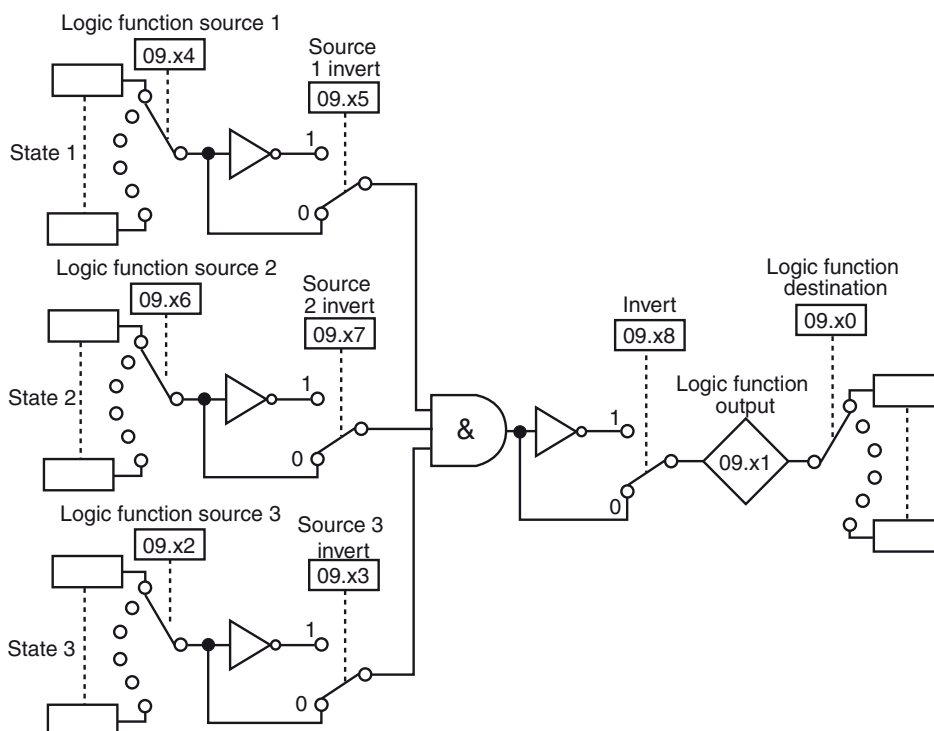 Logic function source 1
09.x4
Source
1 invert
09.x5
State 1
1
0
Logic function source 2
09.x6
Source
2 invert
09.x7
State 2
1
0
Logic function source 3
09.x2
Source 3
invert
09.x3
State 3
1
0
&
Invert
09.x8
1
0
Logic function
output
09.x1
Logic function
destination
09.x0